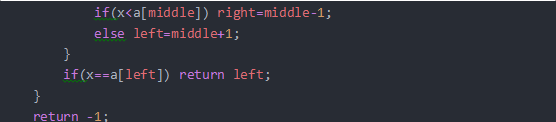 if(x<a[middle]) right=middle-1;
else left=middle+1;
}
if(x==a[left]) return left;
}
return -1;